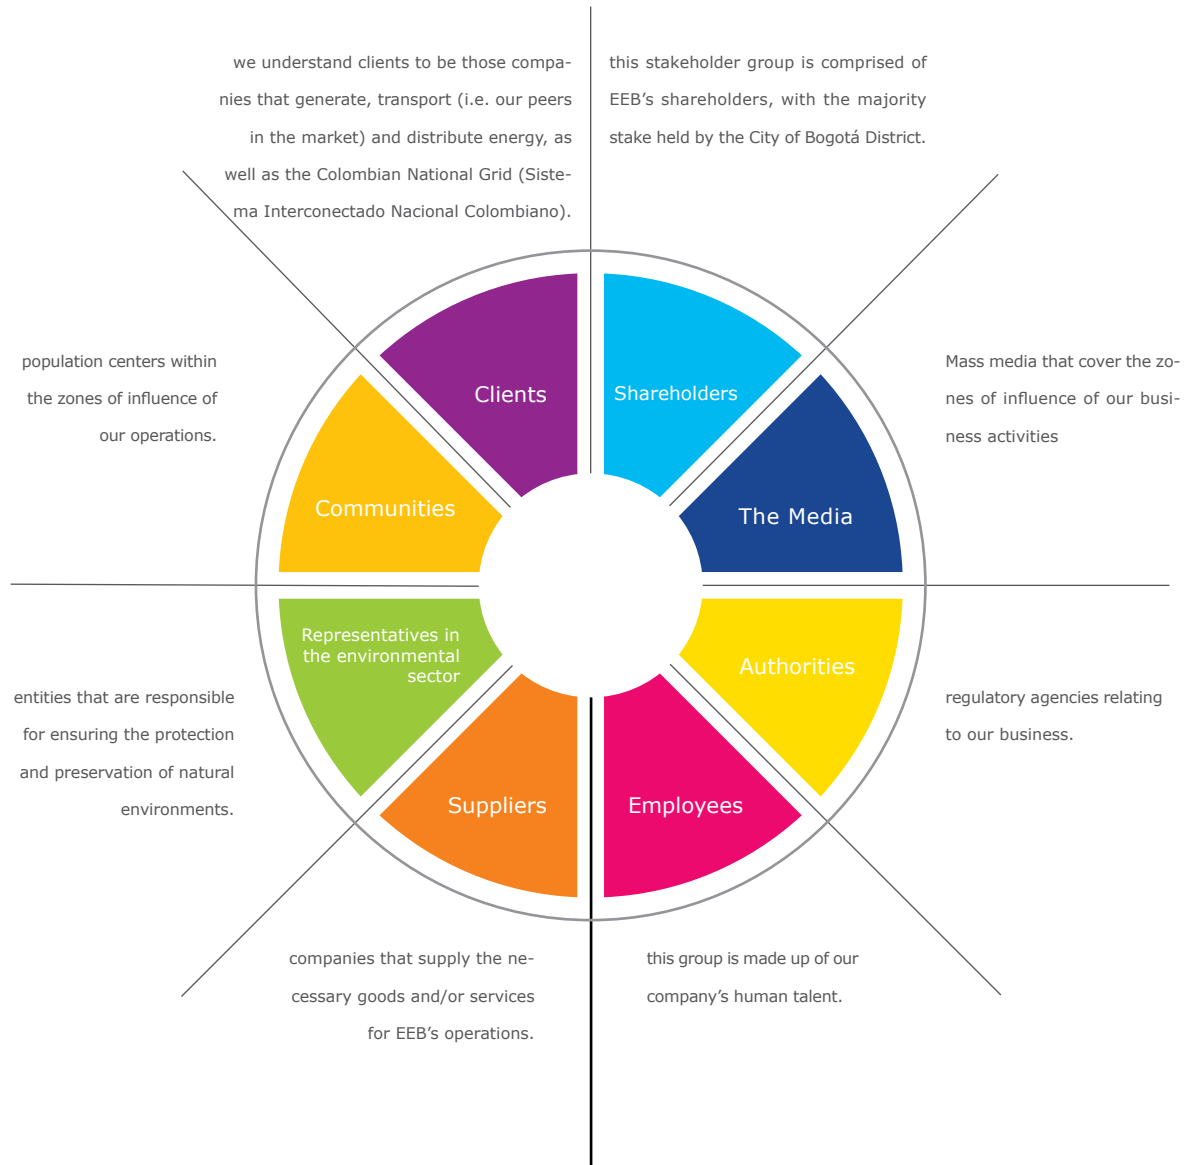 we understand clients to be those compa-
nies that generate, transport (i.e. our peers
in the market) and distribute energy, as
well as the Colombian National Grid (Siste-
ma Interconectado Nacional Colombiano).
this stakeholder group is comprised of
EEB’s shareholders, with the majority
stake held by the City of Bogotá District.
population centers within
the zones of influence of
our operations.
Clients
Shareholders
Mass media that cover the zo-
nes of influence of our busi-
ness activities
Communities
The Media
Representatives in
the environmental
sector
Authorities
entities that are responsible
for ensuring the protection
and preservation of natural
environments.
regulatory agencies relating
to our business.
Suppliers
Employees
companies that supply the ne-
cessary goods and/or services
for EEB’s operations.
this group is made up of our
company’s human talent.